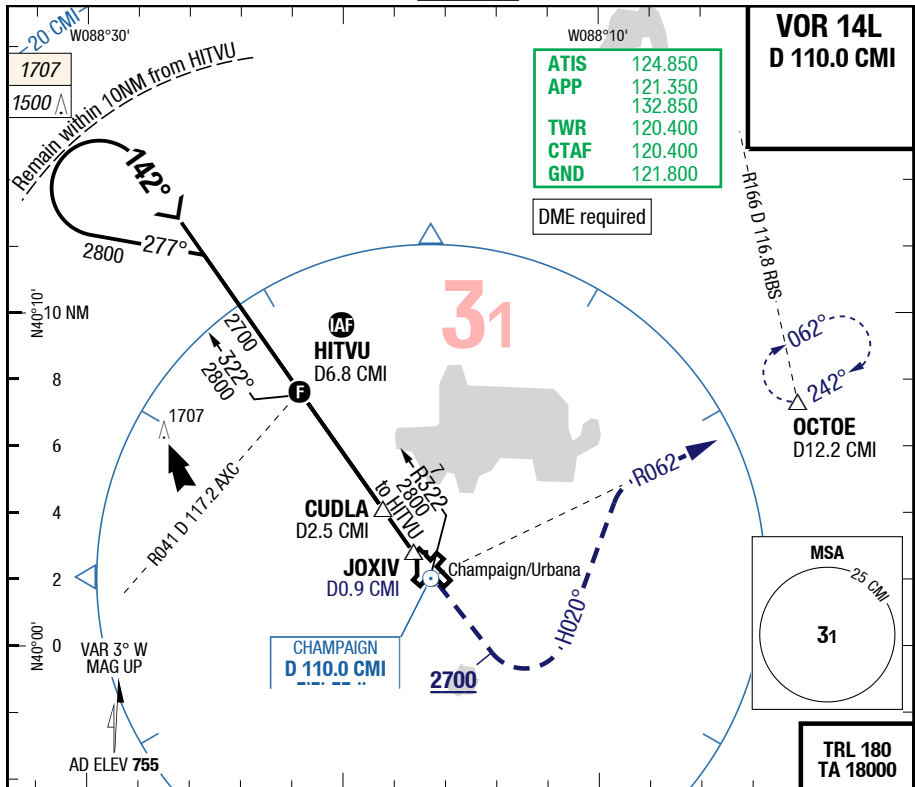 20 CMI
W088°30'
W088°10'
VOR 14L
D 110.0 CMI
1707
1500
Remain within 10NM from HITVU
ATIS 124.850
APP 121.350
132.850
TWR 120.400
CTAF 120.400
GND 121.800
DME required
142°
2800
277°
R166 D 116.8 RBS
31
N40°10'
10 NM
2700
IAF
HITVU
D6.8 CMI
322°
2800
F
062°
242°
OCTOE
D12.2 CMI
8
1707
6
R041 D 117.2 AXC
7
R322
2800
to HITVU
R062
CUDLA
D2.5 CMI
4
JOXIV
D0.9 CMI
Champaign/Urbana
2
MSA
25 CMI
31
H020°
N40°00'
0
CHAMPAIGN
D 110.0 CMI
2700
VAR 3° W
MAG UP
AD ELEV 755
TRL 180
TA 18000